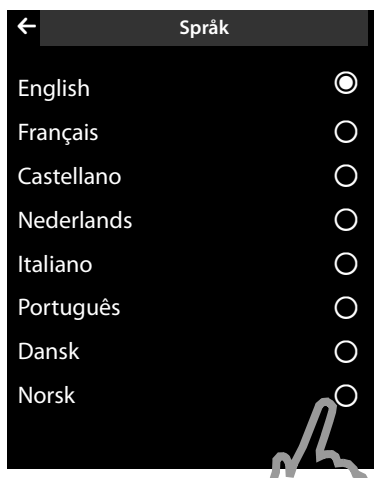 Språk
English
Français
Castellano
Nederlands
Italiano
Português
Dansk
Norsk